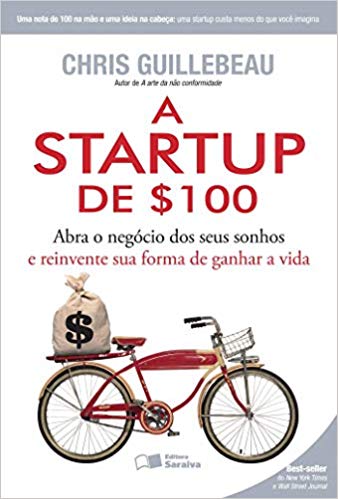 Uma nota de 100 na mão e uma ideia na cabeça: uma startup custa menos do que você imagina
CHRIS GUILLEBEAU
Autor de A arte da não conformidade
A
STARTUP
DE $100
Abra o negócio dos seus sonhos
e reinvente sua forma de ganhar a vida
$
Editora
Saraiva
Best-seller
do New York Times
e Wall Street Journal